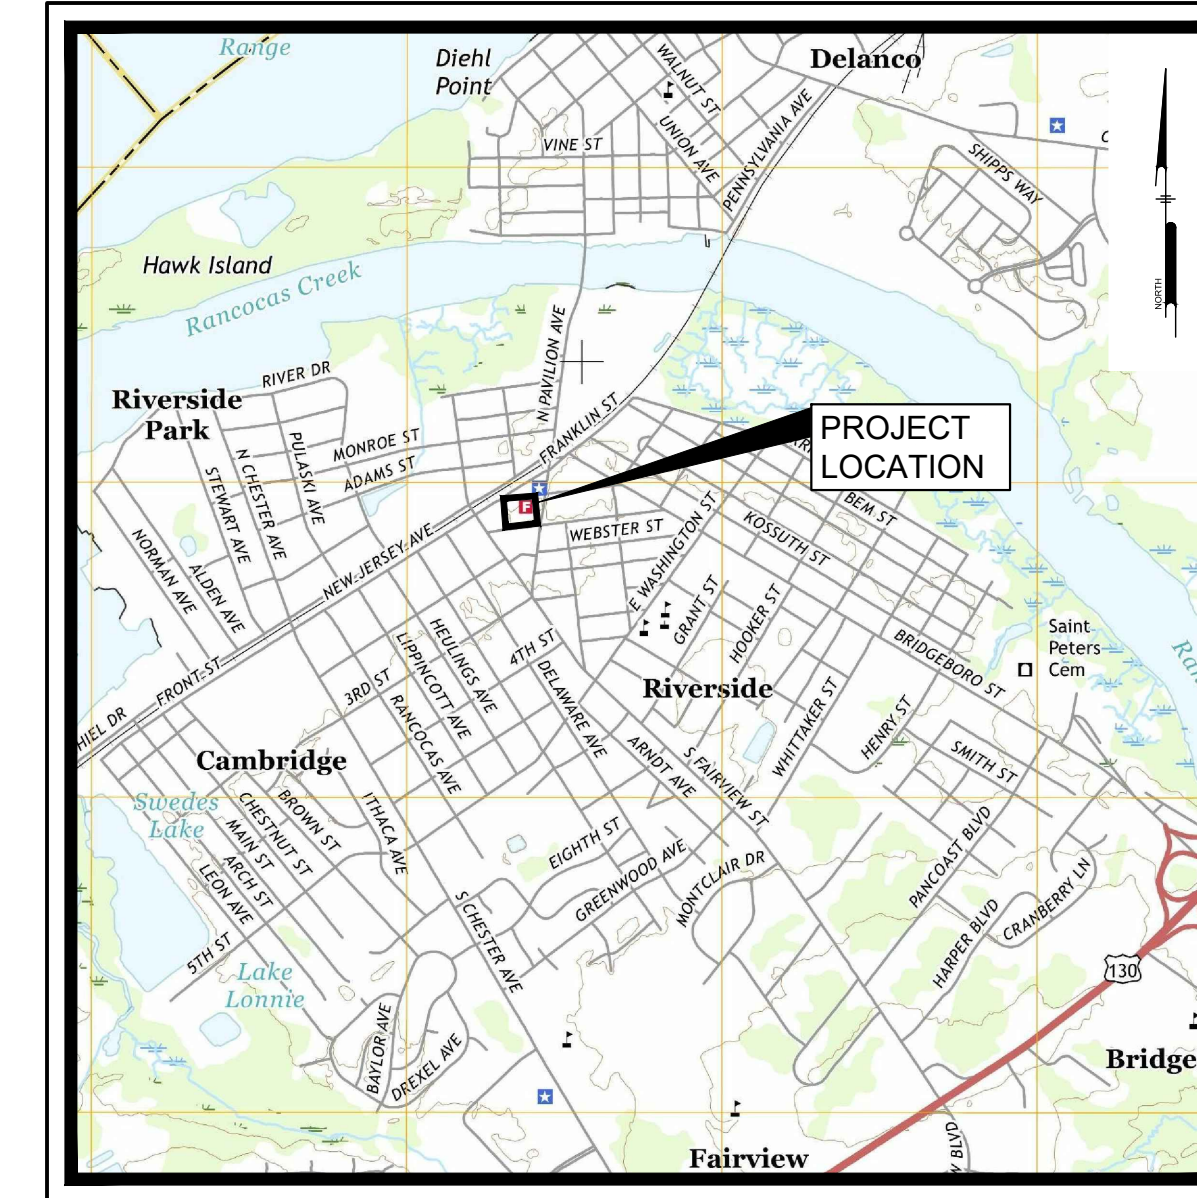 Range
Diehl
Point
Delanco
WALNUT ST
VINE ST
UNION AVE
PENNSYLVANIA AVE
SHIPPS WAY
Hawk Island
Rancocas Creek
NORTH
N PAVILION AVE
RIVER DR
Riverside
Park
FRANKLIN ST
PROJECT
LOCATION
MONROE ST
ADAMS ST
PULASKI AVE
N CHESTER AVE
STEWART AVE
F
BEM ST
KOSSUTH ST
WEBSTER ST
E WASHINGTON ST
NEW JERSEY AVE
NORMAN AVE
ALDEN AVE
GRANT ST
HOOKER ST
HEULINGS AVE
LIPPINCOTT AVE
4TH ST
DELAWARE AVE
BRIDGEBORO ST
Saint
Peters
Cem
FRONT ST
3RD ST
RANCOCAS AVE
Riverside
WHITTAKER ST
HENRY ST
HIEL DR
Cambridge
ARNDT AVE
S FAIRVIEW ST
SMITH ST
Swedes
Lake
CHESTNUT ST
BROWN ST
ITHACA AVE
MAIN ST
ARCH ST
LEON AVE
EIGHTH ST
GREENWOOD AVE
MONTCLAIR DR
PANCOAST BLVD
CRANBERRY LN
HARPER BLVD
S CHESTER AVE
5TH ST
Lake
Lonnie
130
BAYLOR AVE
DREXEL AVE
Bridge
Fairview